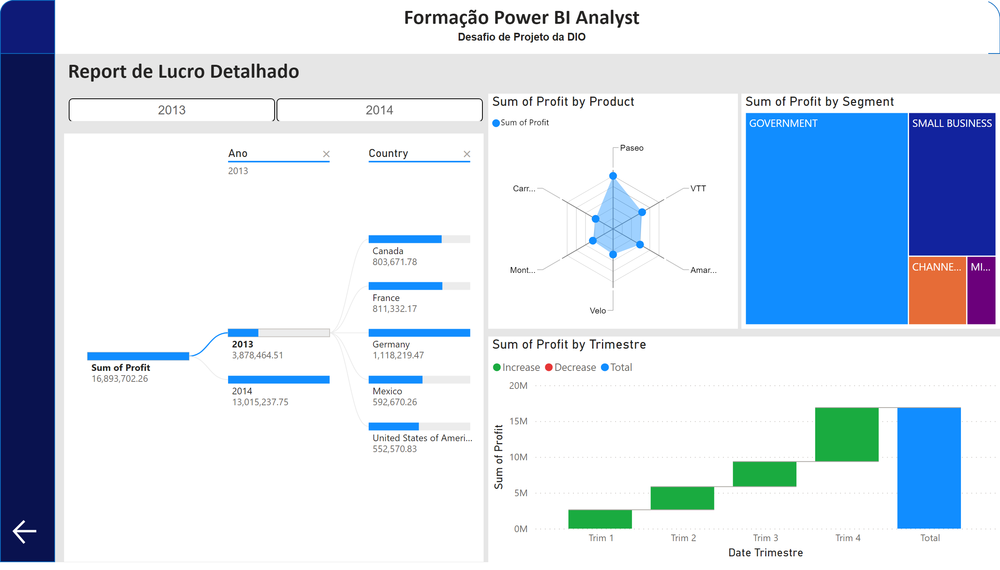 Formação Power BI Analyst
Desafio de Projeto da DIO
Report de Lucro Detalhado
2013
2014
Ano
Country
2013
Canada
803,671.78
France
811,332.17
2013
3,878,464.51
Germany
1,118,219.47
Sum of Profit
16,893,702.26
2014
13,015,237.75
Mexico
592,670.26
United States of Ameri...
552,570.83
Sum of Profit by Product
Sum of Profit
Paseo
Carr...
VTT
Mont...
Amar...
Velo
Sum of Profit by Segment
GOVERNMENT
SMALL BUSINESS
CHANNE...
MI...
Sum of Profit by Trimestre
Increase
Decrease
Total
Sum of Profit
20M
15M
10M
5M
0M
Trim 1
Trim 2
Trim 3
Trim 4
Total
Date Trimestre